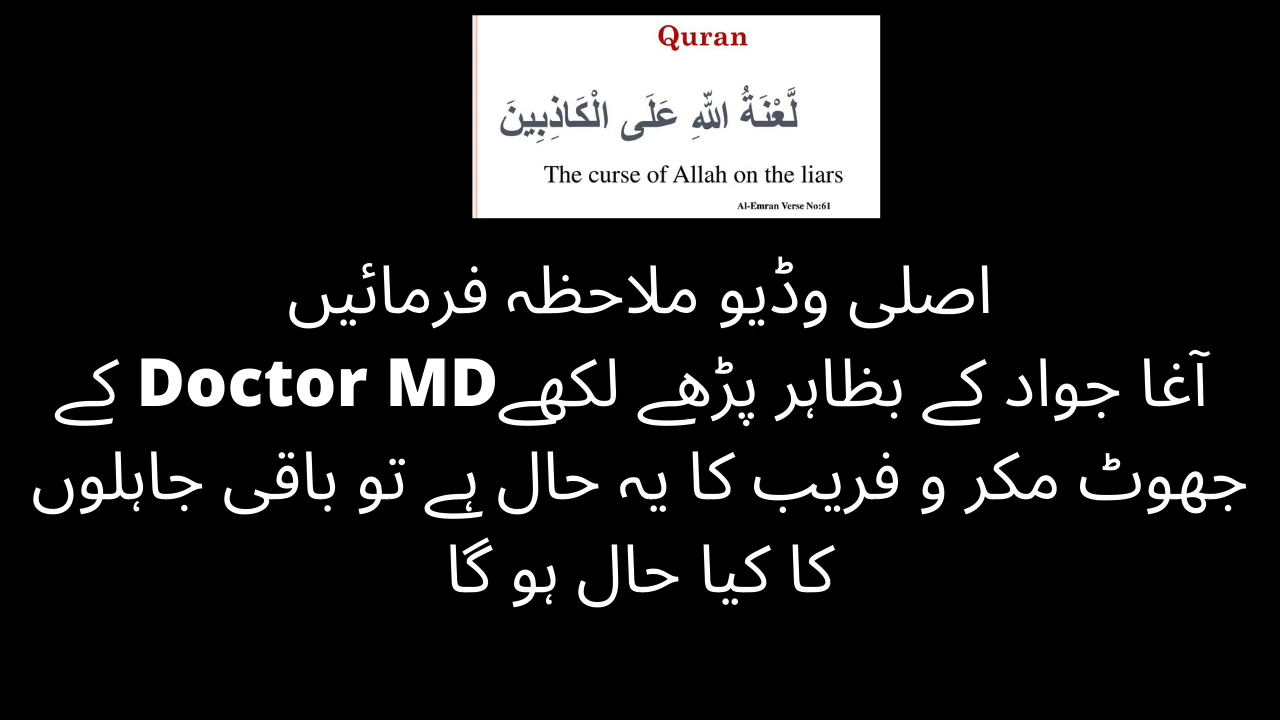 Quran
لَّعْنَةُ اللّٰهِ عَلَى الْكَاذِبِينَ
The curse of Allah on the liars
Al-Emran Verse No:61
اصلی وڈیو ملاحظہ فرمائیں
آغا جواد کے بظاہر پڑھے لکھےDoctor MD کے
جھوٹ مکر و فریب کا یہ حال ہے تو باقی جاہلوں
کا کیا حال ہو گا